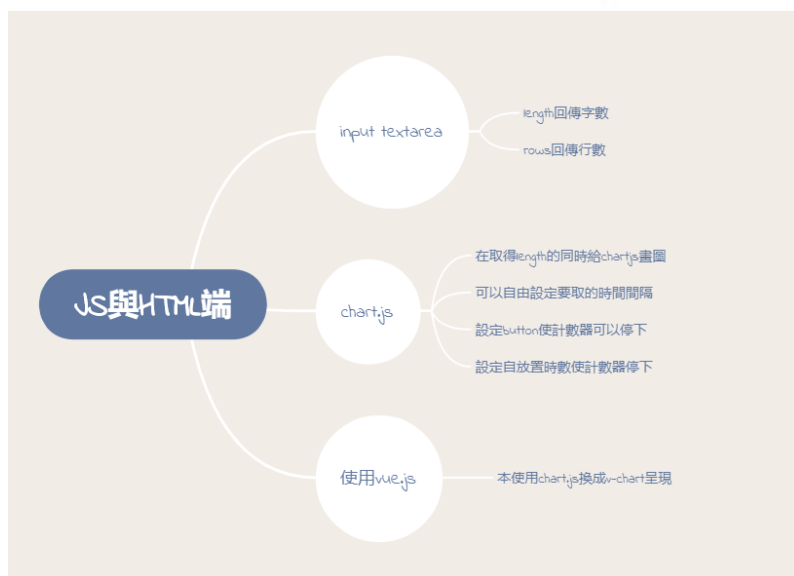 JS與HTML端
input textarea
length回傳字數
rows回傳行數
chart.js
在取得length的同時給chartjs畫圖
可以自由設定要取的時間間隔
設定button使計數器可以停下
設定自放置時數使計數器停下
使用vue.js
本使用chart.js換成v-chart呈現